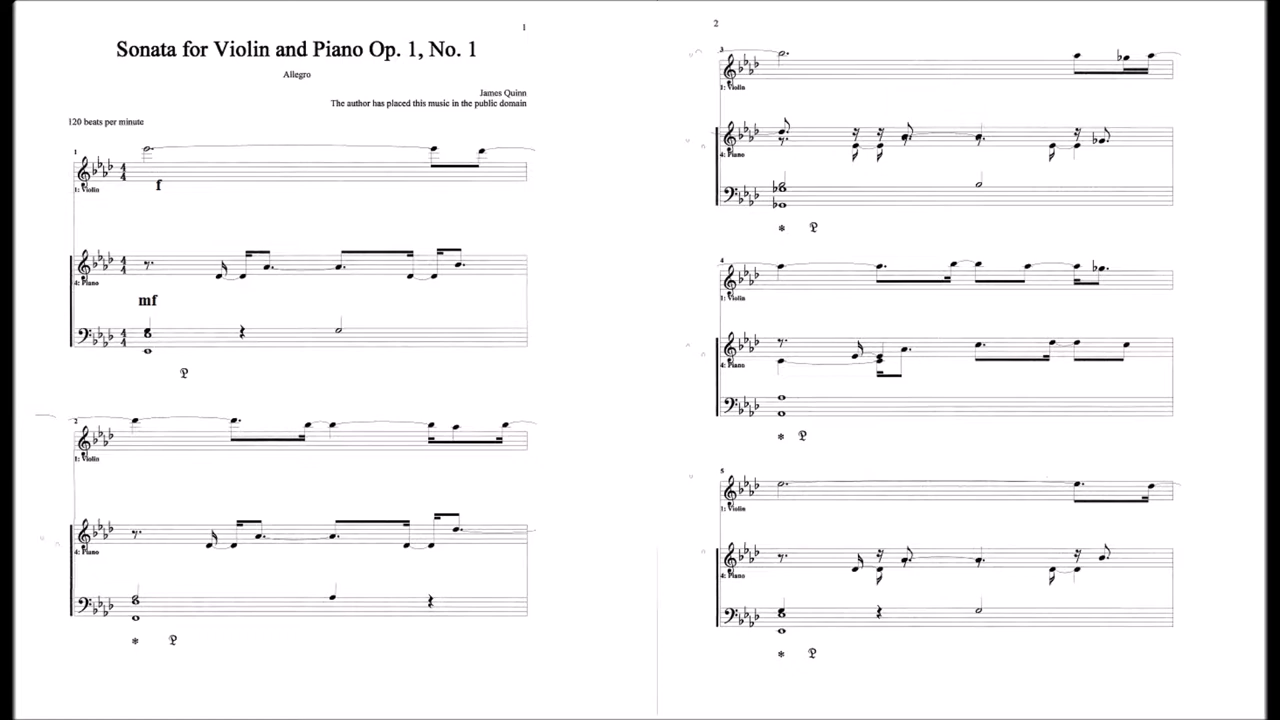 1
Sonata for Violin and Piano Op. 1, No. 1
Allegro
James Quinn
The author has placed this music in the public domain
120 beats per minute
1
1: Violin
f
4: Piano
mf
2
1: Violin
4: Piano
2
3
1: Violin
4: Piano
4
1: Violin
4: Piano
5
1: Violin
4: Piano